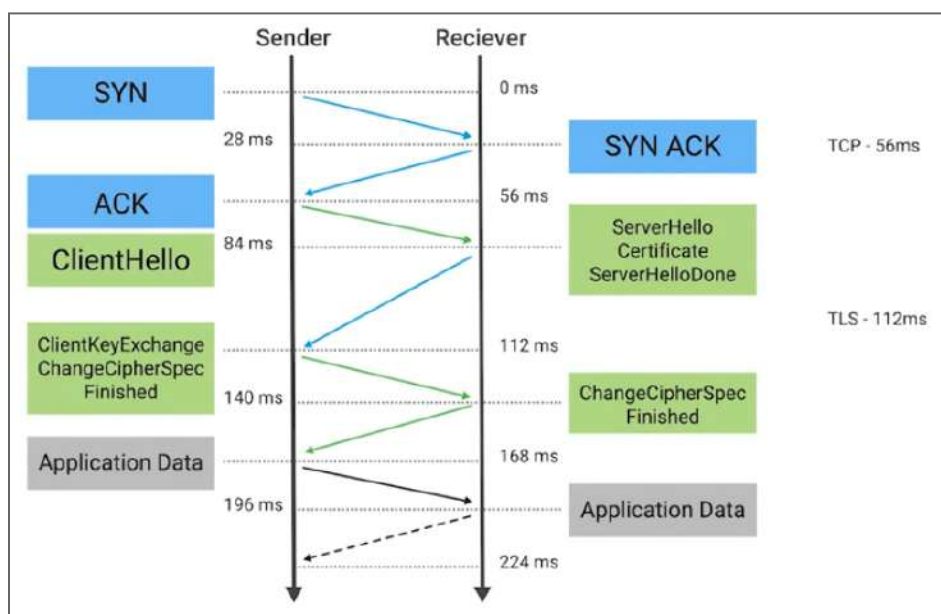 Sender
Reciever
SYN
0 ms
28 ms
SYN ACK
TCP - 56ms
ACK
56 ms
84 ms
ClientHello
ServerHello
Certificate
ServerHelloDone
TLS - 112ms
ClientKeyExchange
ChangeCipherSpec
Finished
112 ms
140 ms
ChangeCipherSpec
Finished
Application Data
168 ms
196 ms
Application Data
224 ms